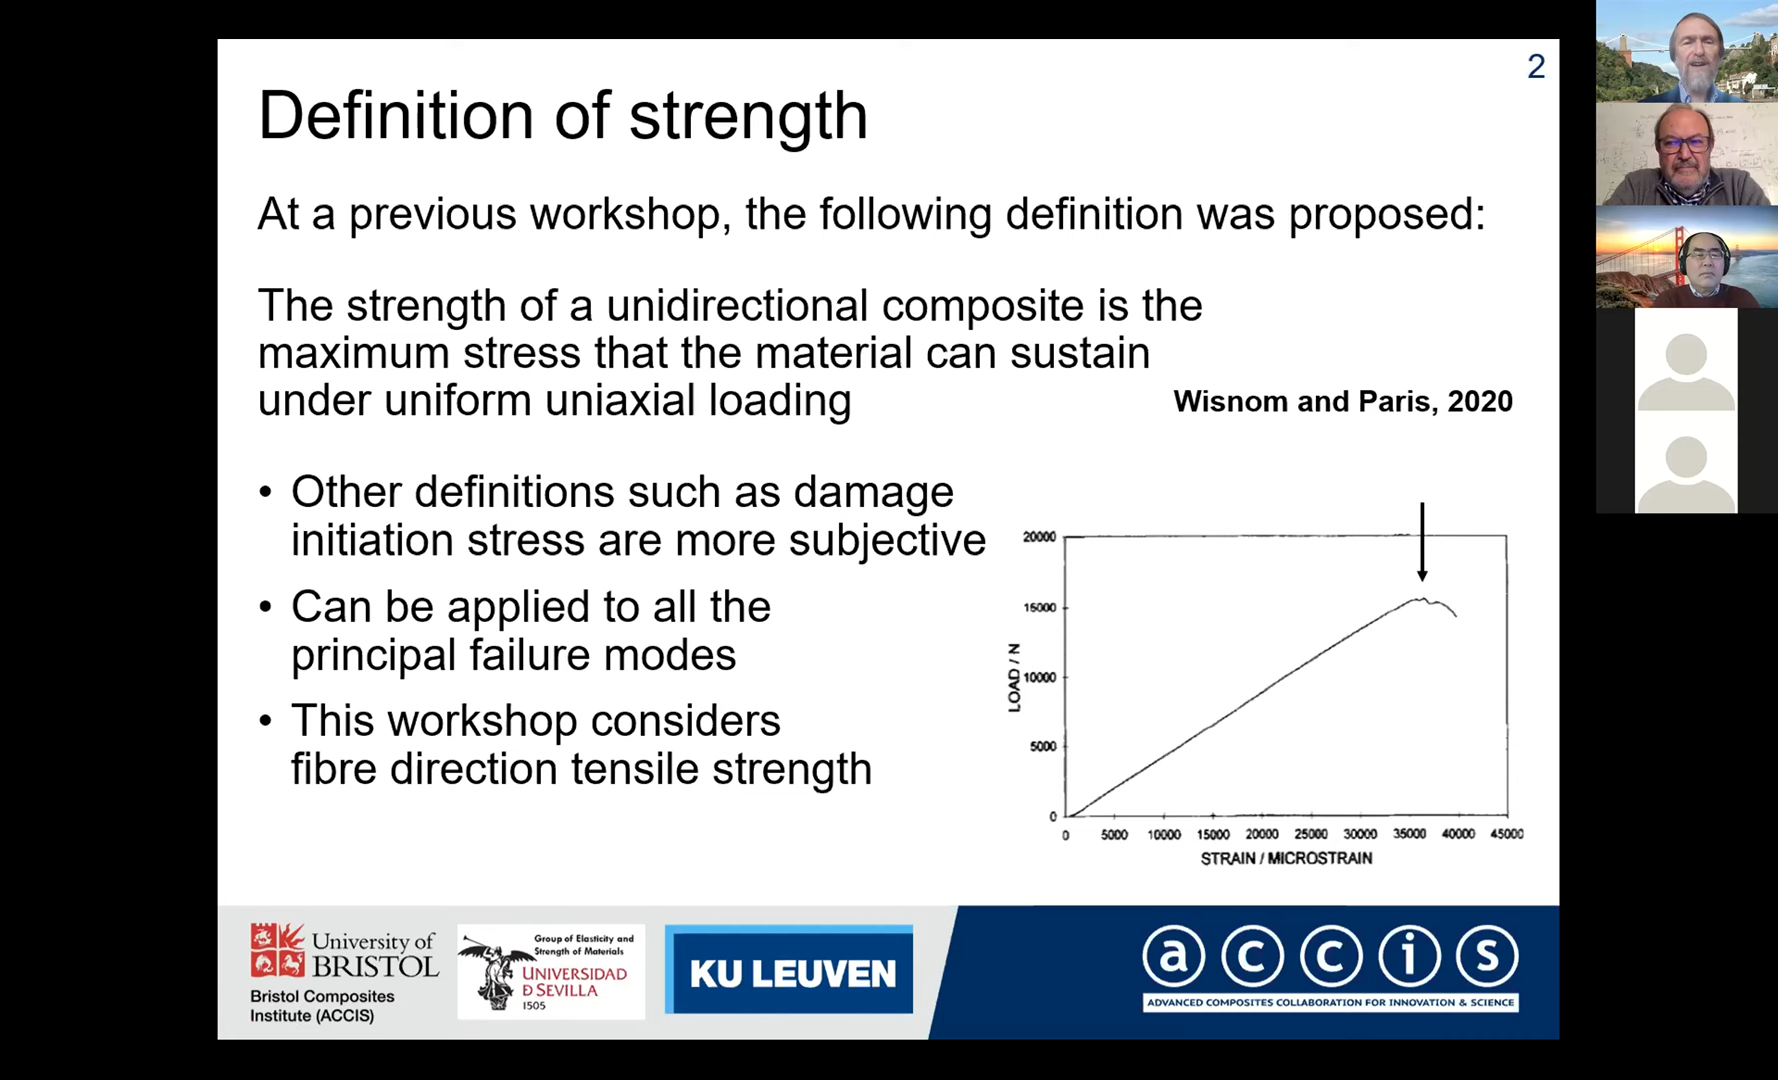 2
Definition of strength
At a previous workshop, the following definition was proposed:
The strength of a unidirectional composite is the
maximum stress that the material can sustain
under uniform uniaxial loading
Wisnom and Paris, 2020
• Other definitions such as damage
initiation stress are more subjective
• Can be applied to all the
principal failure modes
• This workshop considers
fibre direction tensile strength
20000
15000
10000
5000
0
LOAD / N
0 5000 10000 15000 20000 25000 30000 35000 40000 45000
STRAIN / MICROSTRAIN
University of
BRISTOL
Bristol Composites
Institute (ACCIS)
Group of Elasticity and
Strength of Materials
UNIVERSIDAD
D SEVILLA
1505
KU LEUVEN
accis
ADVANCED COMPOSITES COLLABORATION FOR INNOVATION & SCIENCE